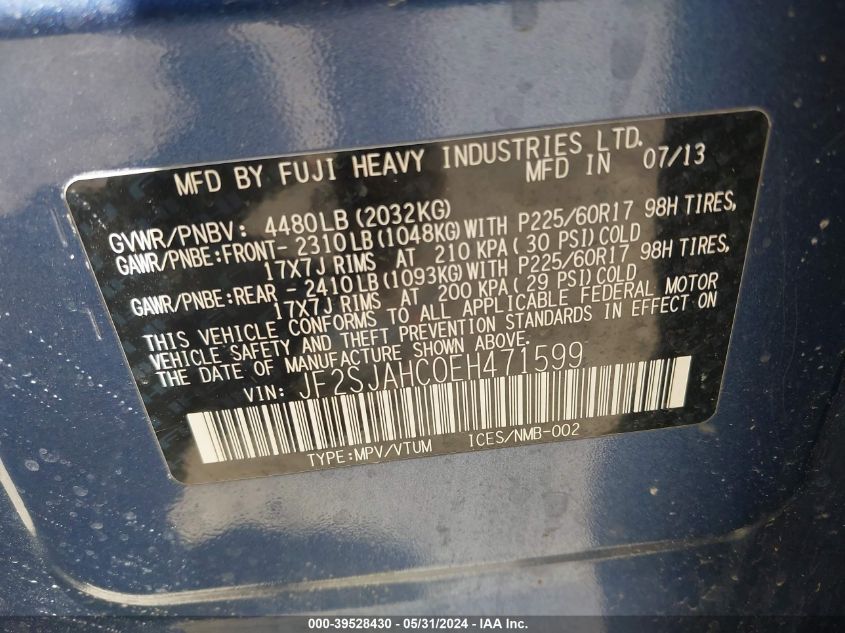 MFD BY FUJI HEAVY INDUSTRIES LTD.
MFD IN 07/13
GVWR/PNBV: 4480LB(2032KG)
GAWR/PNBE:FRONT- 2310LB(1048KG)WITH P225/60R17 98H TIRES,
17X7J RIMS AT 210 KPA(30 PSI)COLD
GAWR/PNBE:REAR - 2410LB(1093KG)WITH P225/60R17 98H TIRES,
17X7J RIMS AT 200 KPA(29 PSI)COLD
THIS VEHICLE CONFORMS TO ALL APPLICABLE FEDERAL MOTOR
VEHICLE SAFETY AND THEFT PREVENTION STANDARDS IN EFFECT ON
THE DATE OF MANUFACTURE SHOWN ABOVE.
VIN: JF2SJAHC0EH471599
TYPE:MPV/VTUM ICES/NMB-002
000-39528430 - 05/31/2024 - IAA Inc.